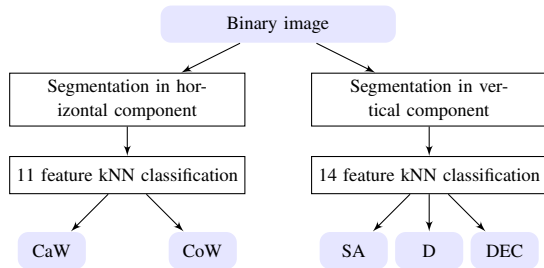 Binary image
Segmentation in hor-
izontal component
Segmentation in ver-
tical component
11 feature kNN classification
14 feature kNN classification
CaW
CoW
SA
D
DEC